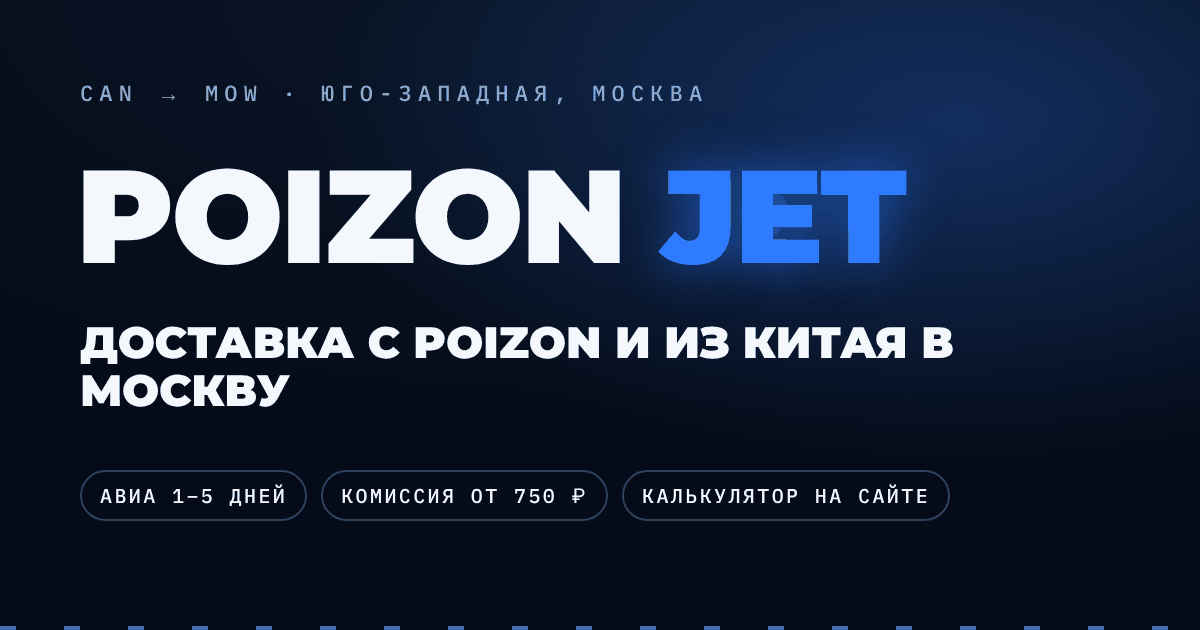 CAN → MOW · ЮГО-ЗАПАДНАЯ, МОСКВА
POIZON JET
ДОСТАВКА С POIZON И ИЗ КИТАЯ В
МОСКВУ
АВИА 1–5 ДНЕЙ
КОМИССИЯ ОТ 750 ₽
КАЛЬКУЛЯТОР НА САЙТЕ